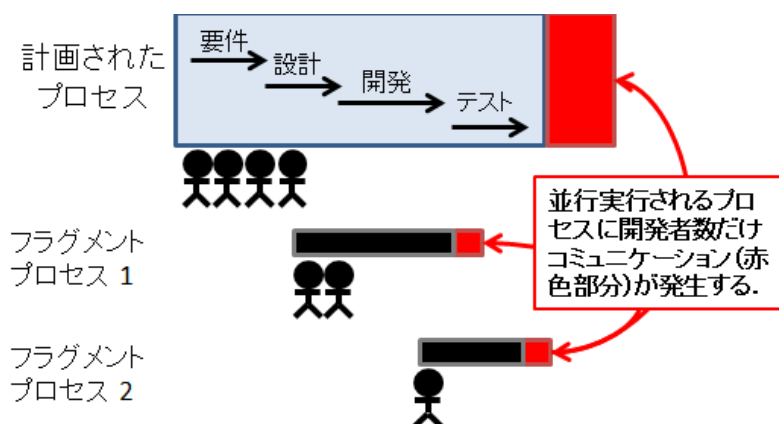 計画された
プロセス
要件
設計
開発
テスト
並行実行されるプロ
セスに開発者数だけ
コミュニケーション(赤
色部分)が発生する.
フラグメント
プロセス 1
フラグメント
プロセス 2